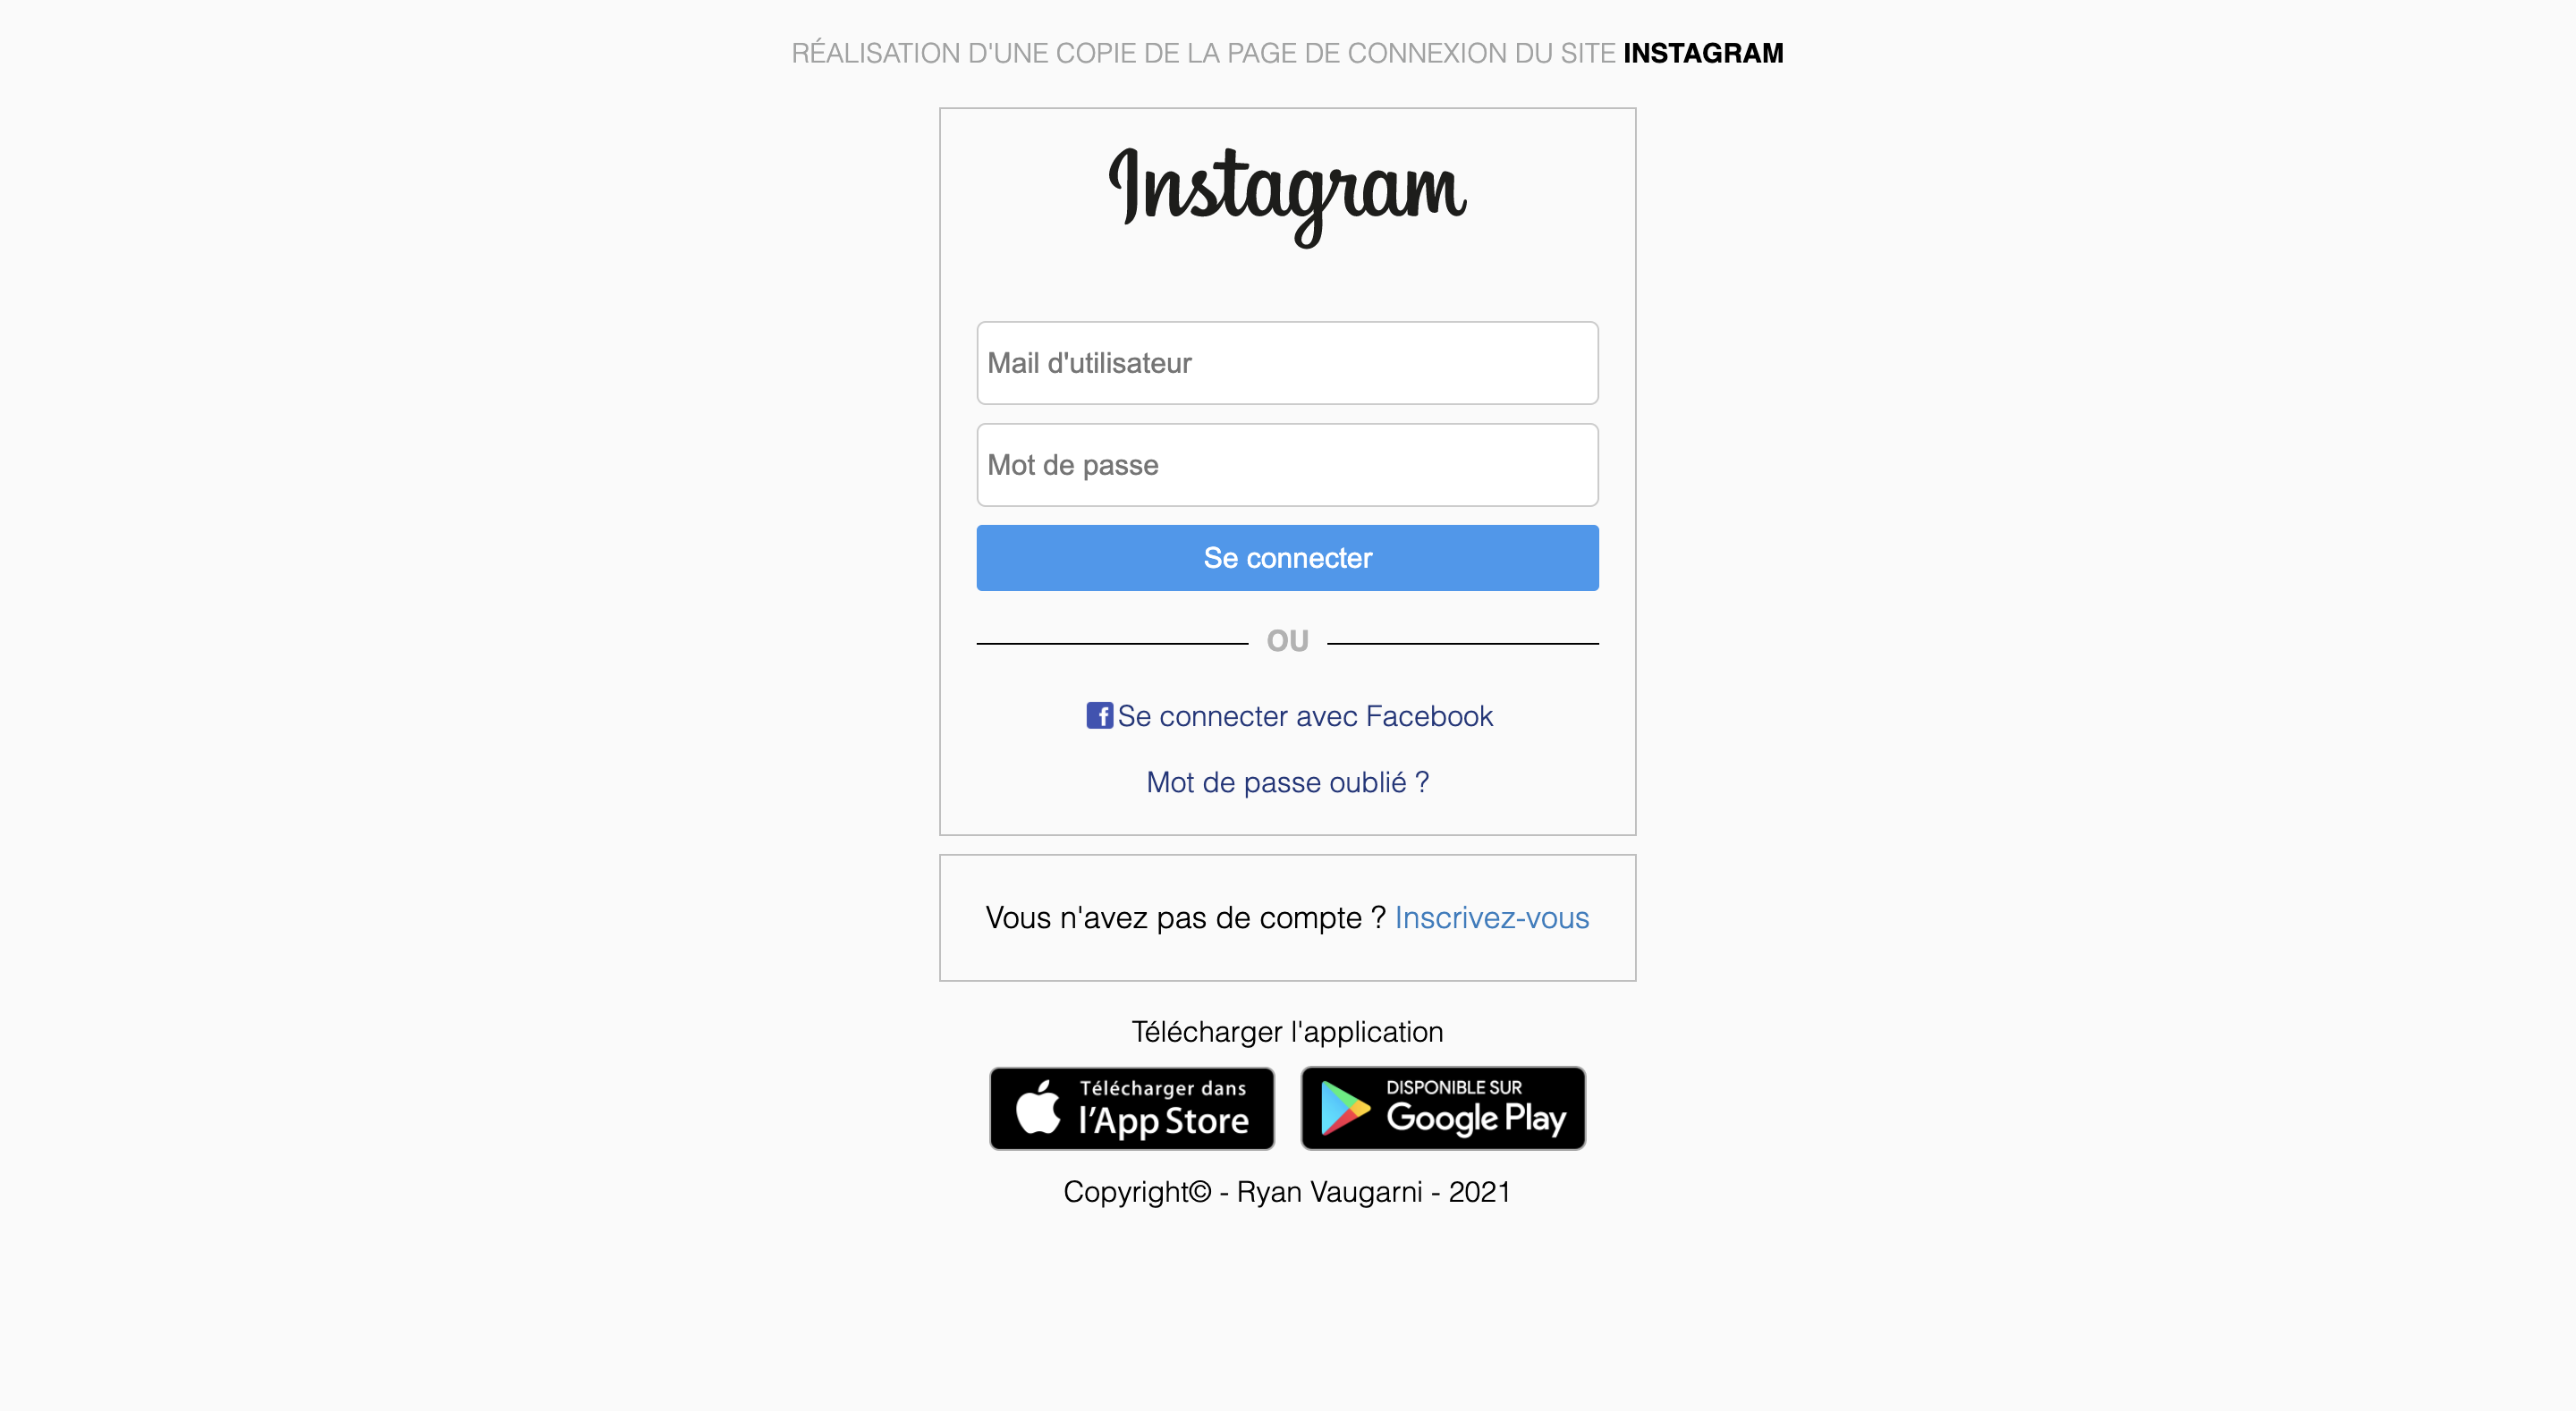 RÉALISATION D'UNE COPIE DE LA PAGE DE CONNEXION DU SITE INSTAGRAM
Instagram
Mail d'utilisateur
Mot de passe
Se connecter
OU
Se connecter avec Facebook
Mot de passe oublié ?
Vous n'avez pas de compte ? Inscrivez-vous
Télécharger l'application
Télécharger dans
l'App Store
DISPONIBLE SUR
Google Play
Copyright© - Ryan Vaugarni - 2021